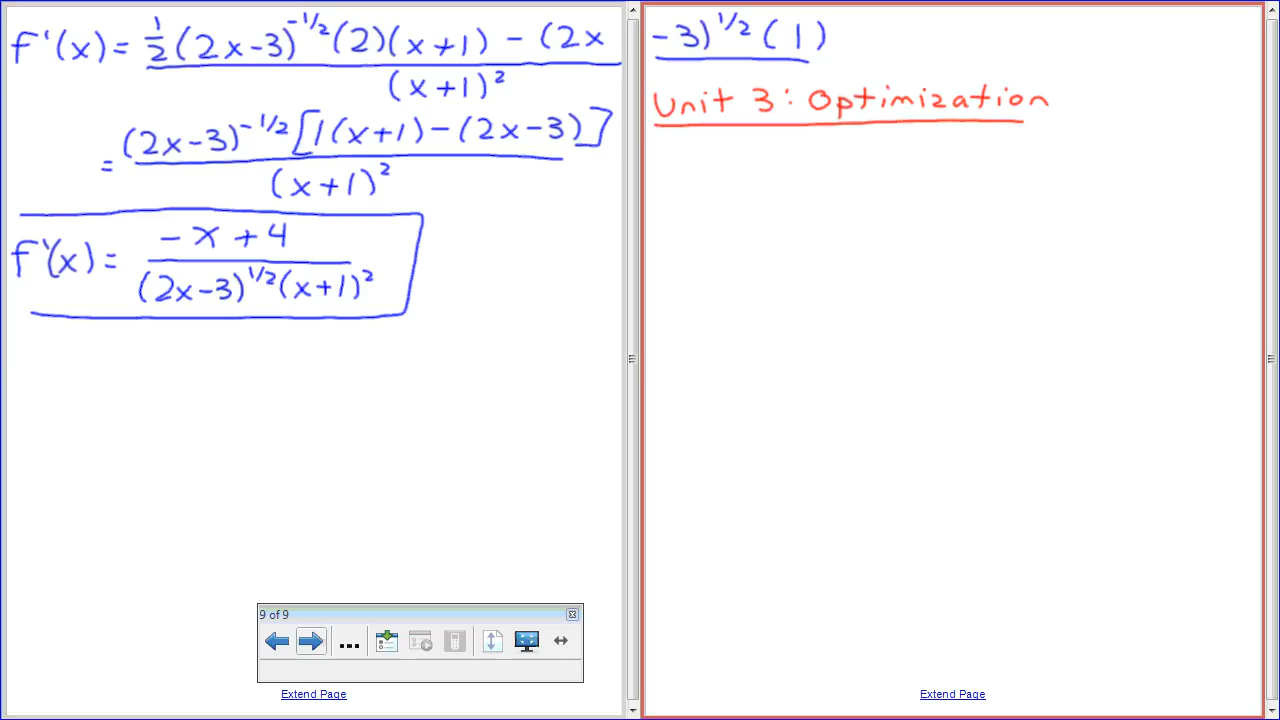 f'(x) = ½(2x-3)^-1/2 (2)(x+1) - (2x
(x+1)²
= (2x-3)^-1/2 [1(x+1) - (2x-3)]
(x+1)²
f'(x) = -x+4
(2x-3)^1/2 (x+1)²
9 of 9
Extend Page
-3)^1/2 (1)
Unit 3: Optimization
Extend Page